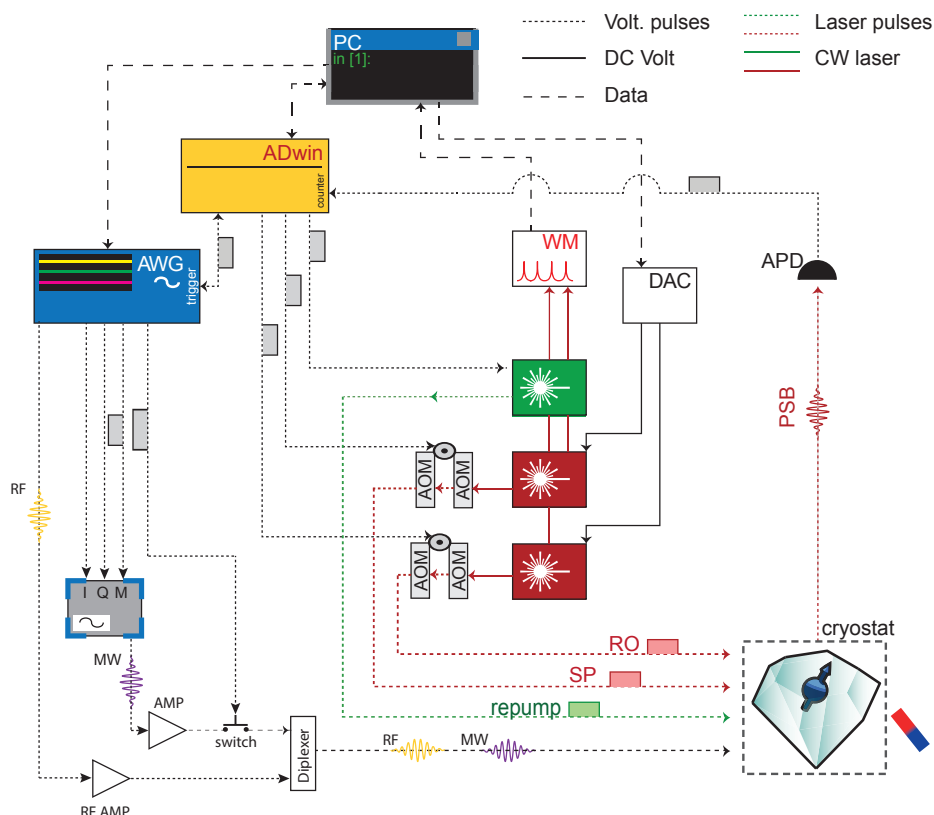 PC
in [1]:
Volt. pulses
DC Volt
Data
Laser pulses
CW laser
ADwin
counter
AWG
trigger
WM
DAC
APD
PSB
RF
AOM
AOM
AOM
AOM
I Q M
MW
AMP
switch
RF AMP
Diplexer
RF
MW
RO
SP
repump
cryostat